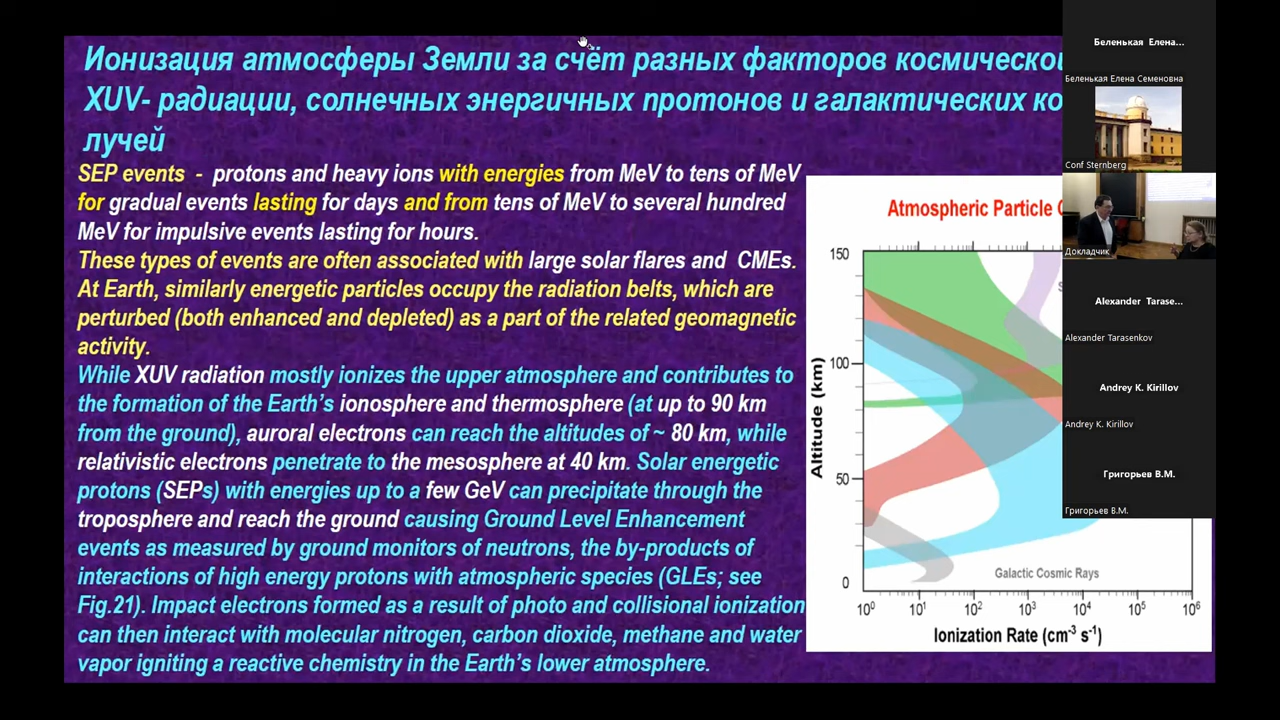 Ионизация атмосферы Земли за счёт разных факторов космической
XUV- радиации, солнечных энергичных протонов и галактических
лучей
SEP events - protons and heavy ions with energies from MeV to tens of MeV
for gradual events lasting for days and from tens of MeV to several hundred
MeV for impulsive events lasting for hours.
These types of events are often associated with large solar flares and CMEs.
At Earth, similarly energetic particles occupy the radiation belts, which are
perturbed (both enhanced and depleted) as a part of the related geomagnetic
activity.
While XUV radiation mostly ionizes the upper atmosphere and contributes to
the formation of the Earth's ionosphere and thermosphere (at up to 90 km
from the ground), auroral electrons can reach the altitudes of ~ 80 km, while
relativistic electrons penetrate to the mesosphere at 40 km. Solar energetic
protons (SEPs) with energies up to a few GeV can precipitate through the
troposphere and reach the ground causing Ground Level Enhancement
events as measured by ground monitors of neutrons, the by-products of
interactions of high energy protons with atmospheric species (GLEs; see
Fig.21). Impact electrons formed as a result of photo and collisional ionization
can then interact with molecular nitrogen, carbon dioxide, methane and water
vapor igniting a reactive chemistry in the Earth's lower atmosphere.
Atmospheric Particle
Altitude (km)
150
100
50
0
Galactic Cosmic Rays
10⁰ 10¹ 10² 10³ 10⁴ 10⁵ 10⁶
Ionization Rate (cm⁻³ s⁻¹)
Беленькая Елена...
Беленькая Елена Семеновна
Conf Sternberg
Докладчик
Alexander Tarase...
Alexander Tarasenkov
Andrey K. Kirillov
Andrey K. Kirillov
Григорьев В.М.
Григорьев В.М.